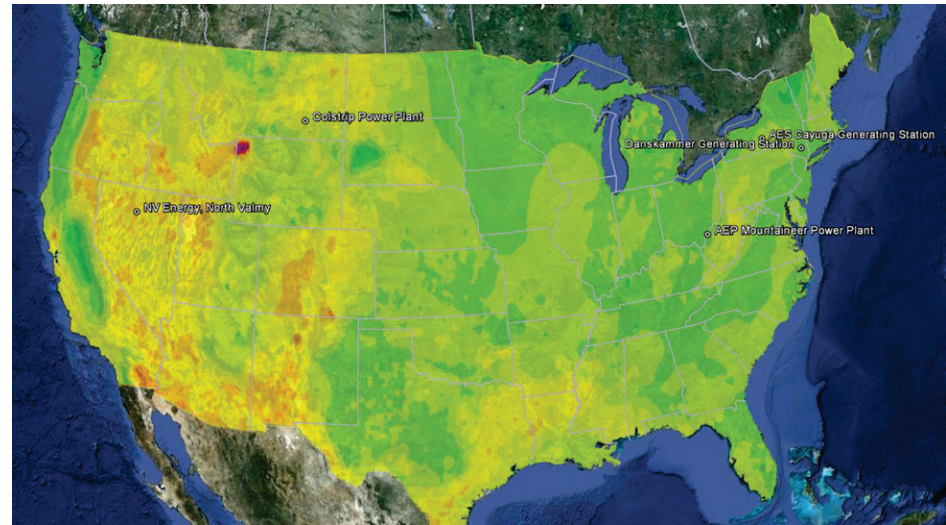 Colstrip Power Plant
AES Cayuga Generating Station
Danskammer Generating Station
NV Energy, North Valmy
AEP Mountaineer Power Plant